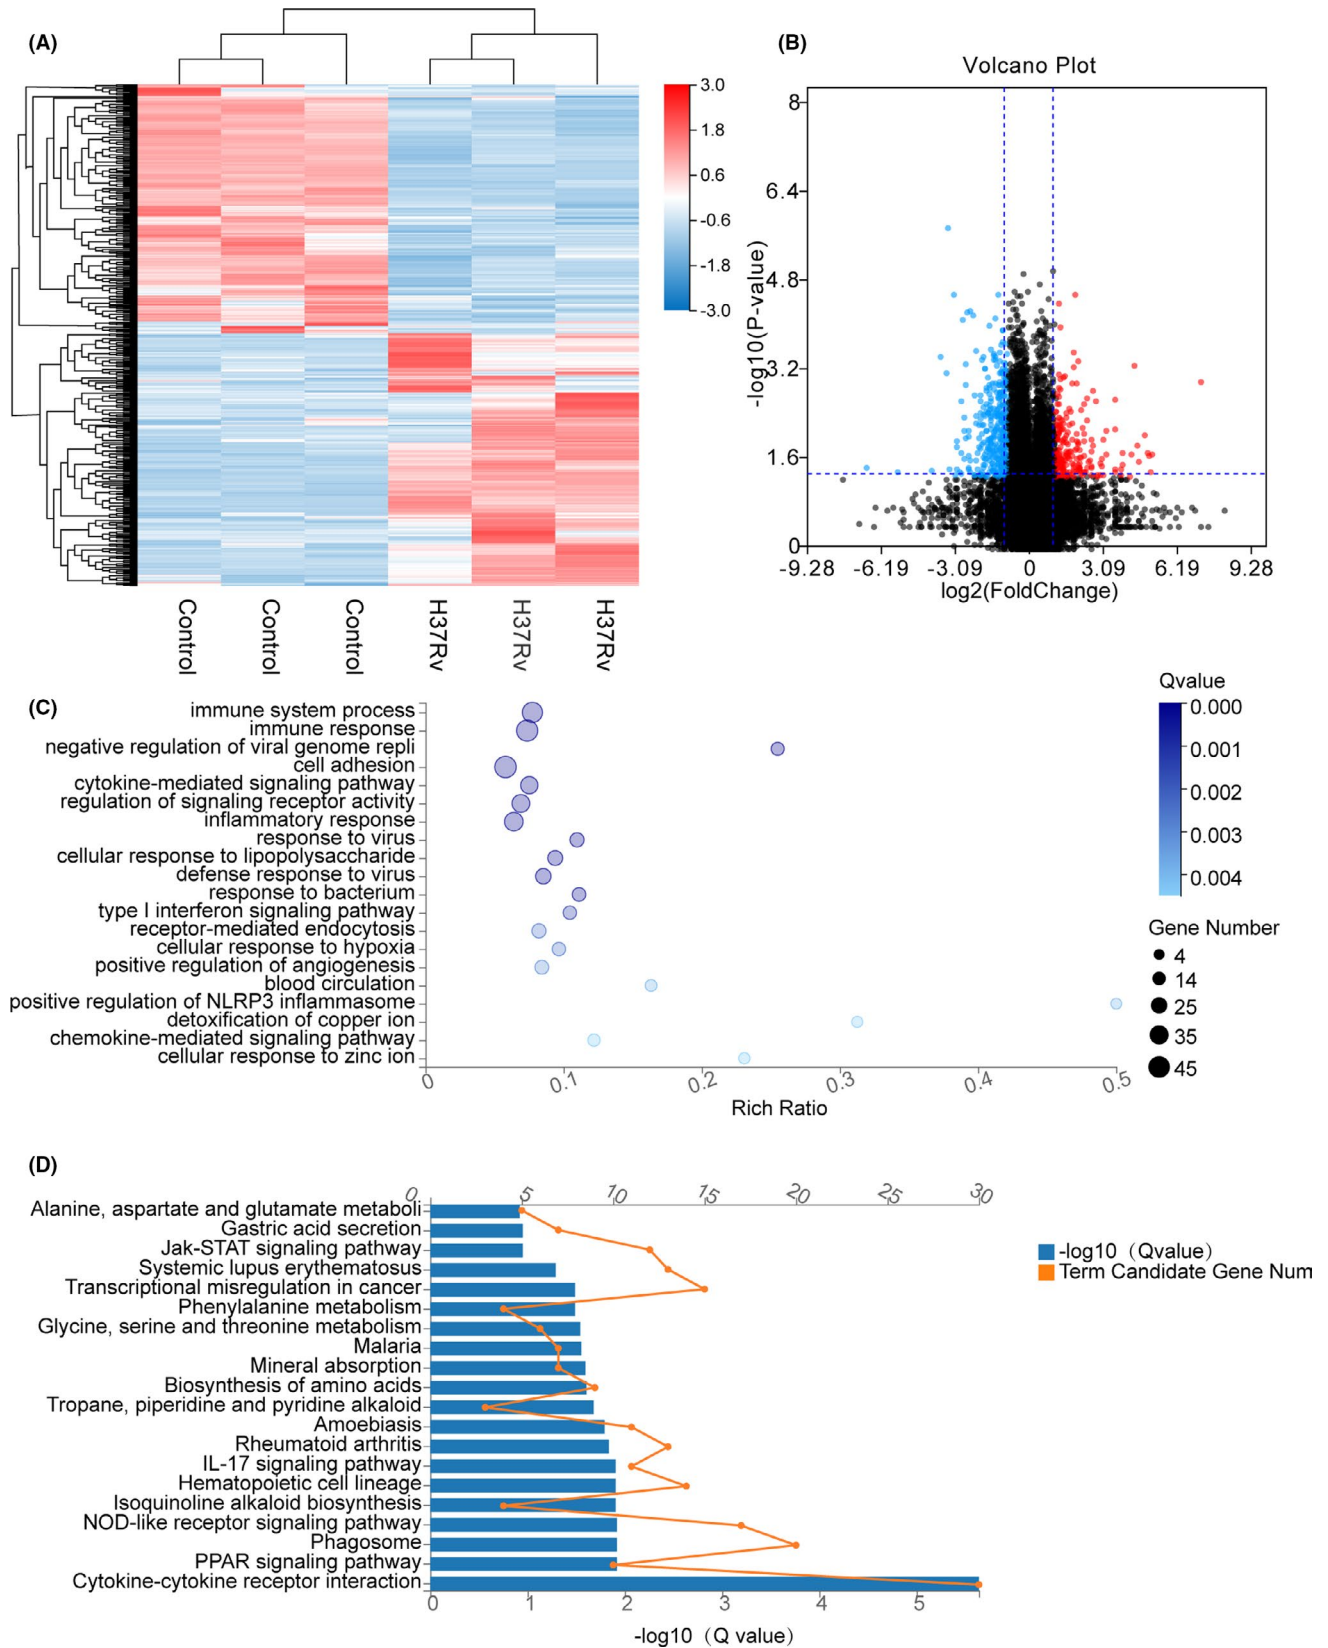 (A)
3.0
1.8
0.6
-0.6
-1.8
-3.0
Control
Control
Control
H37Rv
H37Rv
H37Rv
(B)
Volcano Plot
-log10(P-value)
8
6.4
4.8
3.2
1.6
0
-9.28
-6.19
-3.09
0
3.09
6.19
9.28
log2(FoldChange)
(C)
immune system process
immune response
negative regulation of viral genome repli
cell adhesion
cytokine-mediated signaling pathway
regulation of signaling receptor activity
inflammatory response
response to virus
cellular response to lipopolysaccharide
defense response to virus
response to bacterium
type I interferon signaling pathway
receptor-mediated endocytosis
cellular response to hypoxia
positive regulation of angiogenesis
blood circulation
positive regulation of NLRP3 inflammasome
detoxification of copper ion
chemokine-mediated signaling pathway
cellular response to zinc ion
0
0.1
0.2
0.3
0.4
0.5
Rich Ratio
Qvalue
0.000
0.001
0.002
0.003
0.004
Gene Number
4
14
25
35
45
(D)
0
5
10
15
20
25
30
Alanine, aspartate and glutamate metaboli
Gastric acid secretion
Jak-STAT signaling pathway
Systemic lupus erythematosus
Transcriptional misregulation in cancer
Phenylalanine metabolism
Glycine, serine and threonine metabolism
Malaria
Mineral absorption
Biosynthesis of amino acids
Tropane, piperidine and pyridine alkaloid
Amoebiasis
Rheumatoid arthritis
IL-17 signaling pathway
Hematopoietic cell lineage
Isoquinoline alkaloid biosynthesis
NOD-like receptor signaling pathway
Phagosome
PPAR signaling pathway
Cytokine-cytokine receptor interaction
0
1
2
3
4
5
-log10（Q value）
-log10（Qvalue）
Term Candidate Gene Num